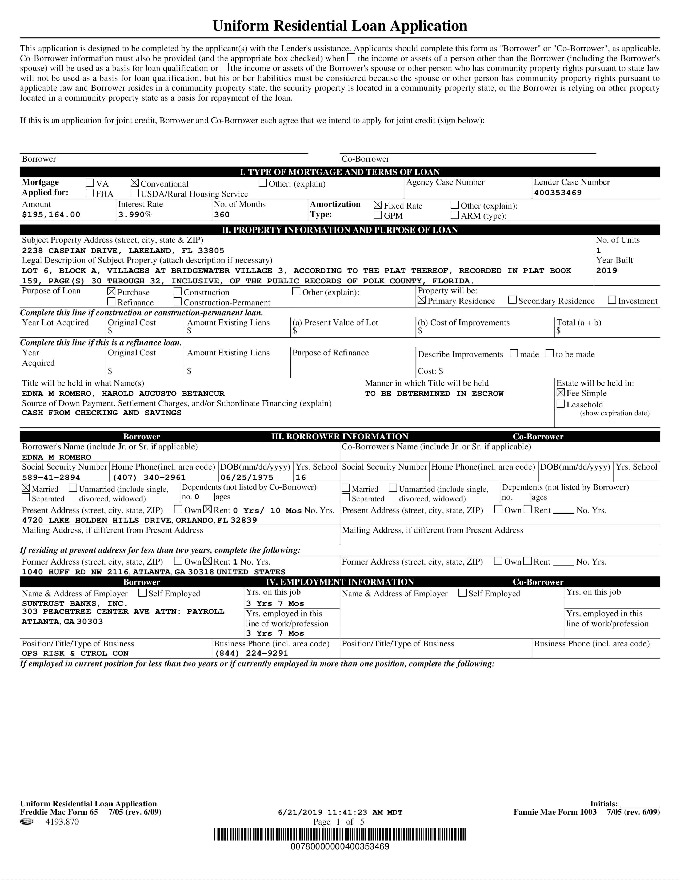 Uniform Residential Loan Application
This application is designed to be completed by the applicant(s) with the Lender's assistance. Applicants should complete this form as "Borrower" or "Co-Borrower", as applicable.
Co-Borrower information must also be provided (and the appropriate box checked) when ☐ the income or assets of a person other than the Borrower (including the Borrower's
spouse) will be used as a basis for loan qualification or ☐ the income or assets of the Borrower's spouse or other person who has community property rights pursuant to state law
will not be used as a basis for loan qualification, but his or her liabilities must be considered because the spouse or other person has community property rights pursuant to
applicable law and Borrower resides in a community property state, the security property is located in a community property state, or the Borrower is relying on other property
located in a community property state as a basis for repayment of the loan.
If this is an application for joint credit, Borrower and Co-Borrower each agree that we intend to apply for joint credit (sign below):
Borrower Co-Borrower
I. TYPE OF MORTGAGE AND TERMS OF LOAN
Mortgage ☐ VA ☒ Conventional ☐ Other: (explain) Agency Case Number Lender Case Number
Applied for: ☐ FHA ☐ USDA/Rural Housing Service 400353469
Amount Interest Rate No. of Months Amortization ☒ Fixed Rate ☐ Other (explain):
$195,164.00 3.990% 360 Type: ☐ GPM ☐ ARM (type):
II. PROPERTY INFORMATION AND PURPOSE OF LOAN
Subject Property Address (street, city, state & ZIP) No. of Units
2238 CASPIAN DRIVE, LAKELAND, FL 33805 1
Legal Description of Subject Property (attach description if necessary) Year Built
LOT 6, BLOCK A, VILLAGES AT BRIDGEWATER VILLAGE 3, ACCORDING TO THE PLAT THEREOF, RECORDED IN PLAT BOOK 2019
159, PAGE(S) 30 THROUGH 32, INCLUSIVE, OF THE PUBLIC RECORDS OF POLK COUNTY, FLORIDA.
Purpose of Loan ☒ Purchase ☐ Construction ☐ Other (explain): Property will be:
☐ Refinance ☐ Construction-Permanent ☒ Primary Residence ☐ Secondary Residence ☐ Investment
Complete this line if construction or construction-permanent loan.
Year Lot Acquired Original Cost Amount Existing Liens (a) Present Value of Lot (b) Cost of Improvements Total (a + b)
$ $ $ $ $
Complete this line if this is a refinance loan.
Year Original Cost Amount Existing Liens Purpose of Refinance Describe Improvements ☐ made ☐ to be made
Acquired
$ $ Cost: $
Title will be held in what Name(s) Manner in which Title will be held Estate will be held in:
EDNA M ROMERO, HAROLD AUGUSTO BETANCUR TO BE DETERMINED IN ESCROW ☒ Fee Simple
Source of Down Payment, Settlement Charges, and/or Subordinate Financing (explain) ☐ Leasehold
CASH FROM CHECKING AND SAVINGS (show expiration date)
Borrower III. BORROWER INFORMATION Co-Borrower
Borrower's Name (include Jr. or Sr. if applicable) Co-Borrower's Name (include Jr. or Sr. if applicable)
EDNA M ROMERO
Social Security Number Home Phone(incl. area code) DOB(mm/dd/yyyy) Yrs. School Social Security Number Home Phone(incl. area code) DOB(mm/dd/yyyy) Yrs. School
589-41-2894 (407) 340-2961 06/25/1975 16
☒ Married ☐ Unmarried (include single, Dependents (not listed by Co-Borrower) ☐ Married ☐ Unmarried (include single, Dependents (not listed by Borrower)
☐ Separated divorced, widowed) no. 0 ages ☐ Separated divorced, widowed) no. ages
Present Address (street, city, state, ZIP) ☐ Own ☒ Rent 0 Yrs/ 10 Mos No. Yrs. Present Address (street, city, state, ZIP) ☐ Own ☐ Rent ____ No. Yrs.
4720 LAKE HOLDEN HILLS DRIVE,ORLANDO,FL 32839
Mailing Address, if different from Present Address Mailing Address, if different from Present Address
If residing at present address for less than two years, complete the following:
Former Address (street, city, state, ZIP) ☐ Own ☒ Rent 1 No. Yrs. Former Address (street, city, state, ZIP) ☐ Own ☐ Rent ____ No. Yrs.
1040 HUFF RD NW 2116,ATLANTA,GA 30318 UNITED STATES
Borrower IV. EMPLOYMENT INFORMATION Co-Borrower
Name & Address of Employer ☐ Self Employed Yrs. on this job Name & Address of Employer ☐ Self Employed Yrs. on this job
SUNTRUST BANKS, INC. 3 Yrs 7 Mos
303 PEACHTREE CENTER AVE ATTN: PAYROLL Yrs. employed in this Yrs. employed in this
ATLANTA,GA 30303 line of work/profession line of work/profession
3 Yrs 7 Mos
Position/Title/Type of Business Business Phone (incl. area code) Position/Title/Type of Business Business Phone (incl. area code)
OPS RISK & CTROL CON (844) 224-9291
If employed in current position for less than two years or if currently employed in more than one position, complete the following:
Uniform Residential Loan Application Initials:
Freddie Mac Form 65 7/05 (rev. 6/09) 6/21/2019 11:41:23 AM MDT Fannie Mae Form 1003 7/05 (rev. 6/09)
4193.870 Page 1 of 5
00780000000400353469